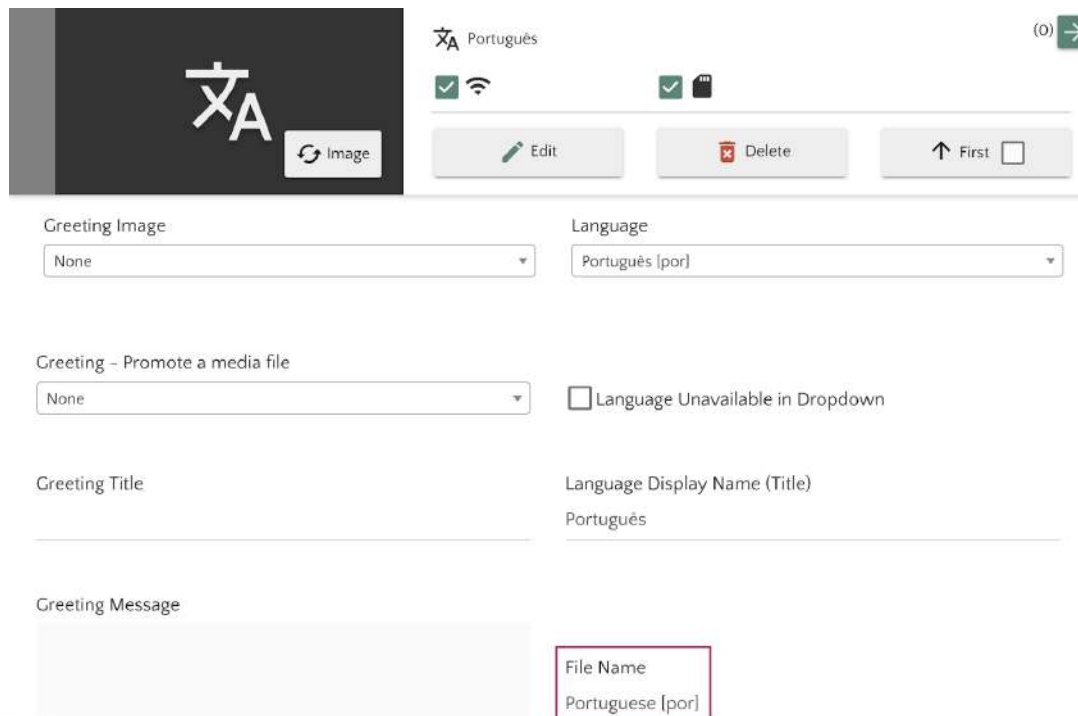 Português
(0)
Image
Edit
Delete
First
Greeting Image
Language
None
Português [por]
Greeting - Promote a media file
None
Language Unavailable in Dropdown
Greeting Title
Language Display Name (Title)
Português
Greeting Message
File Name
Portuguese [por]